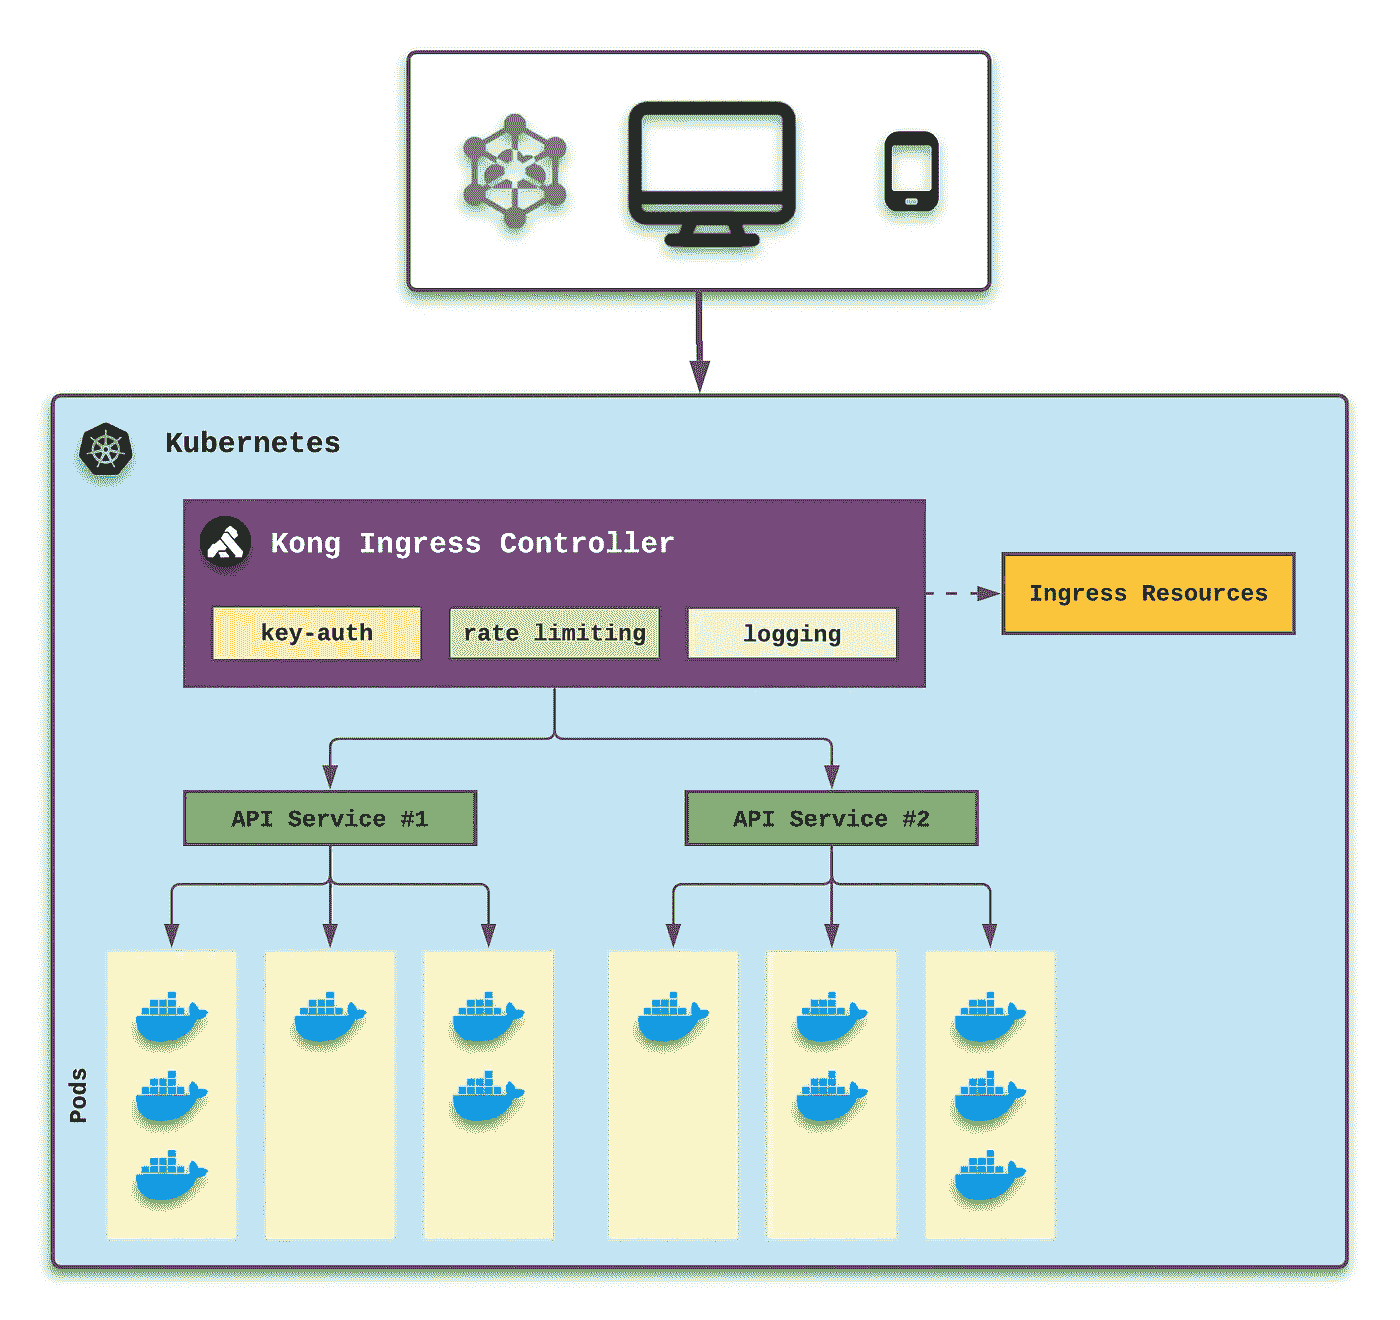 Kubernetes
Kong Ingress Controller
key-auth
rate limiting
logging
Ingress Resources
API Service #1
API Service #2
Pods